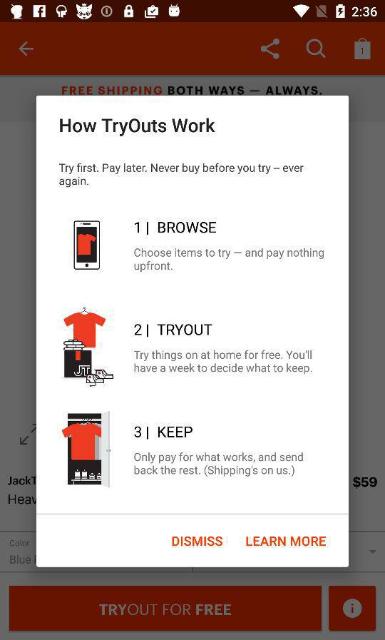 2:36
1
FREE SHIPPING BOTH WAYS — ALWAYS.
How TryOuts Work
Try first. Pay later. Never buy before you try – ever
again.
1 | BROWSE
Choose items to try — and pay nothing
upfront.
2 | TRYOUT
Try things on at home for free. You'll
have a week to decide what to keep.
JT
3 | KEEP
Only pay for what works, and send
back the rest. (Shipping's on us.)
JackT
$59
Heav
Color
Blue
DISMISS LEARN MORE
TRYOUT FOR FREE